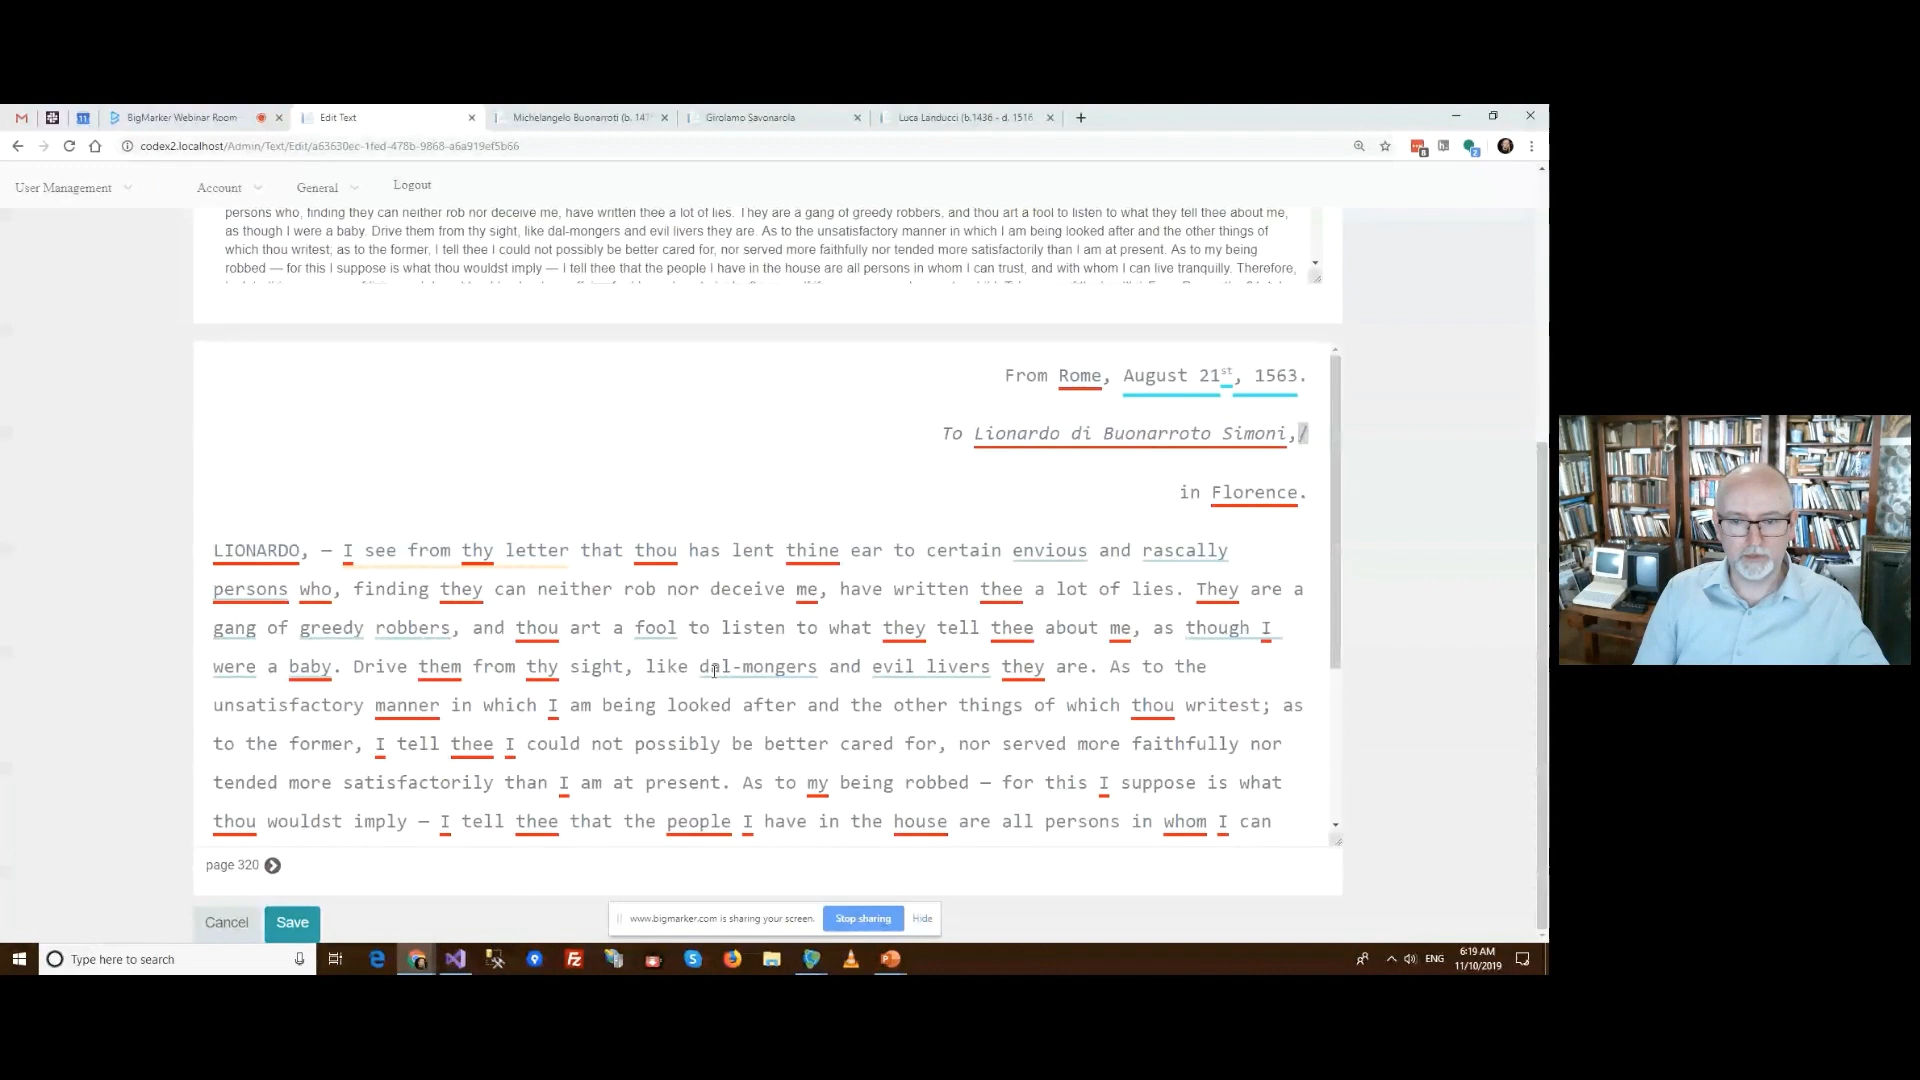 BigMarker Webinar Room
Edit Text
Michelangelo Buonarroti (b. 147
Girolamo Savonarola
Luca Landucci (b.1436 - d. 1516
codex2.localhost/Admin/Text/Edit/a63630ec-1fed-478b-9868-a6a919ef5b66
User Management
Account
General
Logout
persons who, finding they can neither rob nor deceive me, have written thee a lot of lies. They are a gang of greedy robbers, and thou art a fool to listen to what they tell thee about me,
as though I were a baby. Drive them from thy sight, like dal-mongers and evil livers they are. As to the unsatisfactory manner in which I am being looked after and the other things of
which thou writest; as to the former, I tell thee I could not possibly be better cared for, nor served more faithfully nor tended more satisfactorily than I am at present. As to my being
robbed — for this I suppose is what thou wouldst imply — I tell thee that the people I have in the house are all persons in whom I can trust, and with whom I can live tranquilly. Therefore,
From Rome, August 21st, 1563.
To Lionardo di Buonarroto Simoni,/
in Florence.
LIONARDO, — I see from thy letter that thou has lent thine ear to certain envious and rascally
persons who, finding they can neither rob nor deceive me, have written thee a lot of lies. They are a
gang of greedy robbers, and thou art a fool to listen to what they tell thee about me, as though I
were a baby. Drive them from thy sight, like dal-mongers and evil livers they are. As to the
unsatisfactory manner in which I am being looked after and the other things of which thou writest; as
to the former, I tell thee I could not possibly be better cared for, nor served more faithfully nor
tended more satisfactorily than I am at present. As to my being robbed — for this I suppose is what
thou wouldst imply — I tell thee that the people I have in the house are all persons in whom I can
page 320
Cancel
Save
www.bigmarker.com is sharing your screen.
Stop sharing
Hide
Type here to search
ENG
6:19 AM
11/10/2019